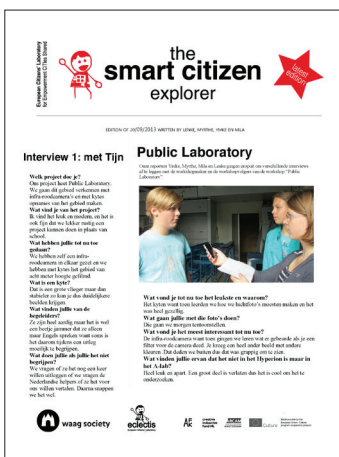 European Citizens' Laboratory
for Empowerment: CITies Shared
the
smart citizen
explorer
latest
edition
EDITION OF 20/09/2013 WRITTEN BY LENKE, MYRTHE, YNKE EN MILA
Interview 1: met Tijn
Welk project doe je?
Ons project heet Public Laboratory.
We gaan dit gebied verkennen met
infra-roodcamera's en met kytes
opnames van het gebied maken.
Wat vind je van het project?
Ik vind het leuk en modern, en het is
ook fijn dat we lekker nuttig een
project kunnen doen in plaats van
school.
Wat hebben jullie tot nu toe
gedaan?
We hebben zelf een infra-
roodcamera in elkaar gezet en we
hebben met kytes het gebied van
acht meter hoogte gefilmd.
Wat is een kyte?
Dat is een grote vlieger maar dan
stabieler zo kun je dus duidelijkere
beelden krijgen.
Wat vinden jullie van de
begeleiders?
Ze zijn heel aardig maar het is wel
een beetje jammer dat ze alleen
maar Engels spreken want soms is
het daarom tijdens een uitleg
moeilijk te begrijpen.
Wat doen jullie als jullie het niet
begrijpen?
We vragen of ze het nog een keer
willen uitleggen of we vragen de
Nederlandse helpers of ze het voor
ons willen vertalen. Daarna snappen
we het wel.
Public Laboratory
Onze reporters Ynske, Myrthe, Mila en Lenke gingen op pad om verschillende interviews
af te leggen met de workshopmaker en de workshopvolgers van de workshop "Public
Laboratory".
Wat vond je tot nu toe het leukste en waarom?
Het kyten want toen leerden we hoe we luchtfoto's moesten maken en het
was heel gezellig.
Wat gaan jullie met die foto's doen?
Die gaan we morgen tentoonstellen
Wat vond je het meest interessant tot nu toe?
De infra-roodcamera want toen gingen we leren wat er gebeurde als je een
filter voor de camera deed. Je kreeg een heel ander beeld met andere
kleuren. Dat deden we buiten dus dat was grappig om te zien.
Wat vinden jullie ervan dat het niet in het Hyperion is maar in
het A-lab?
Heel leuk en apart. Een groot deel is verlaten dus het is cool om het te
onderzoeken.
waag society
eclectis
Culture